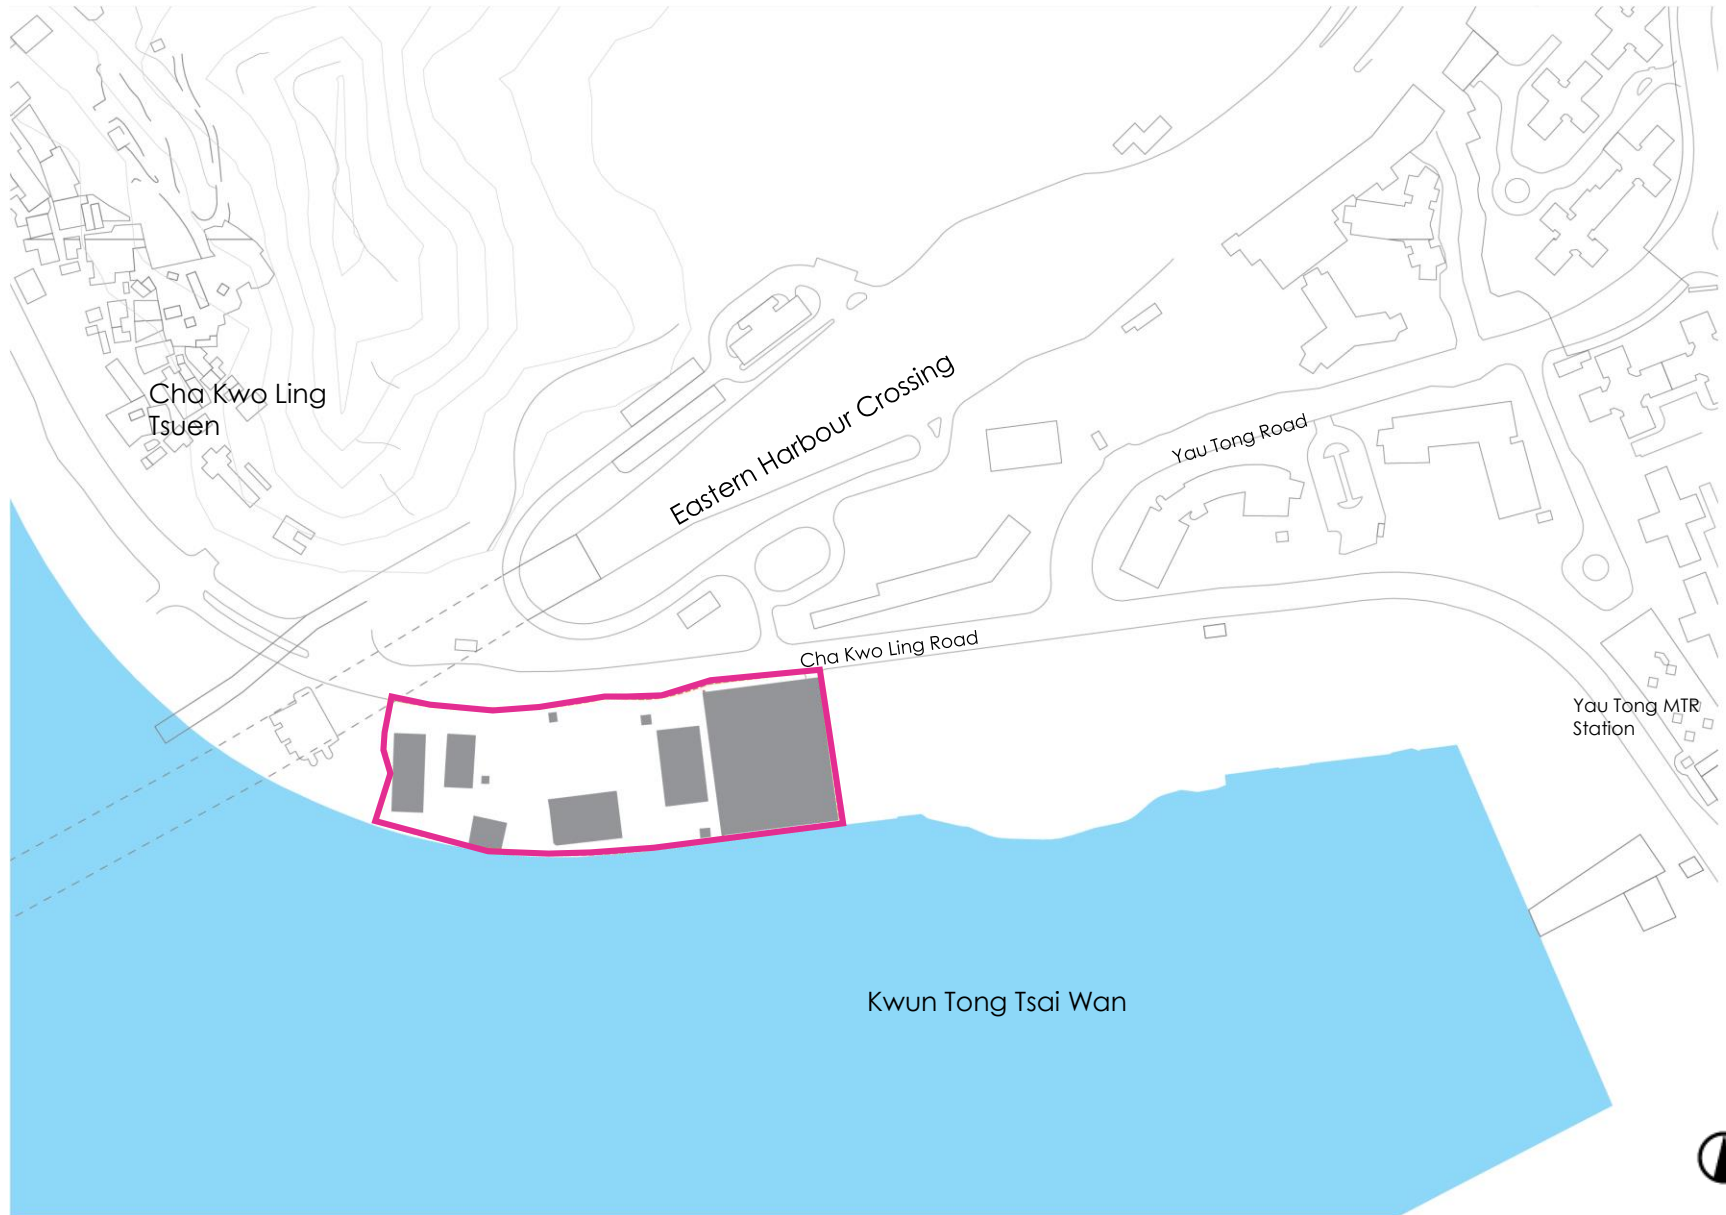 Cha Kwo Ling
Tsuen
Eastern Harbour Crossing
Yau Tong Road
Cha Kwo Ling Road
Yau Tong MTR
Station
Kwun Tong Tsai Wan